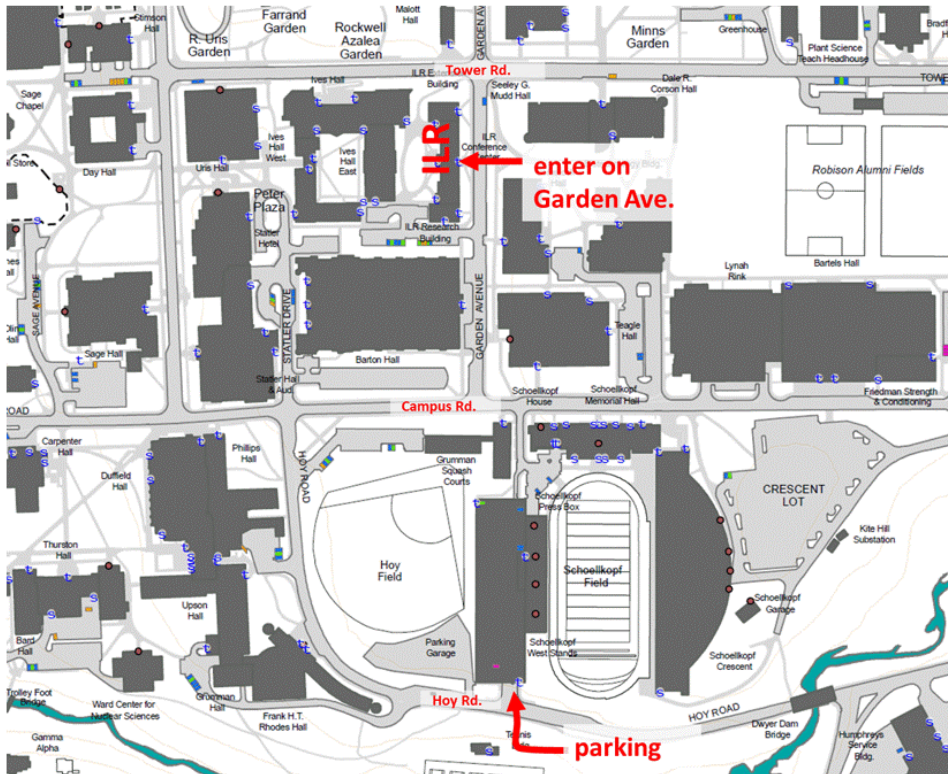 Stimson
Hall
Farrand
Garden
Malott
Hall
R. Uris
Garden
Rockwell
Azalea
Garden
GARDEN AV
Minns
Garden
Greenhouse
Plant Science
Teach Headhouse
Tower Rd.
Ives Hall
Building
Seeley G.
Mudd Hall
Dale R.
Corson Hall
TOWE
Sage
Chapel
Day Hall
Uris Hall
Ives
Hall
West
Ives
Hall
East
ILR
ILR
Conference
Center
enter on
Garden Ave.
Robison Alumni Fields
e Store
Peter
Plaza
Statler
Hotel
ILR Research
Building
Bartels Hall
Lynah
Rink
SAGE AVENUE
STATLER DRIVE
GARDEN AVENUE
Teagle
Hall
Sage Hall
Barton Hall
Statler Hall
& Aud.
Schoellkopf
House
Schoellkopf
Memorial Hall
Friedman Strength
& Conditioning
ROAD
Campus Rd.
Carpenter
Hall
Phillips
Hall
Duffield
Hall
HOY ROAD
Grumman
Squash
Courts
Schoellkopf
Press Box
CRESCENT
LOT
Kite Hill
Substation
Thurston
Hall
Hoy
Field
Schoellkopf
Field
Schoellkopf
Garage
Upson
Hall
Bard
Hall
Parking
Garage
Schoellkopf
West Stands
Schoellkopf
Crescent
Trolley Foot
Bridge
Ward Center for
Nuclear Sciences
Grumman
Hall
Frank H.T.
Rhodes Hall
Hoy Rd.
HOY ROAD
Dwyer Dam
Bridge
Gamma
Alpha
Tennis
parking
Humphreys
Service
Bldg.